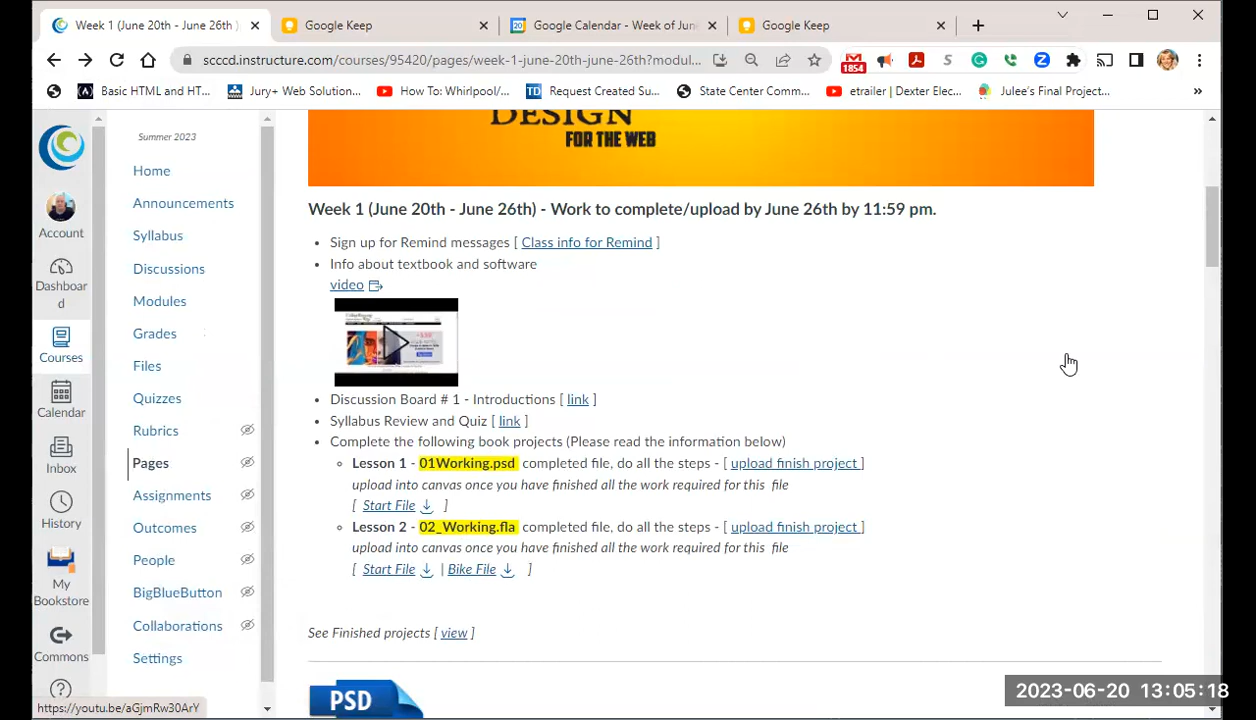 Week 1 (June 20th - June 26th)
Google Keep
Google Calendar - Week of June
Google Keep
scccd.instructure.com/courses/95420/pages/week-1-june-20th-june-26th?modul...
1854
Basic HTML and HT...
Jury+ Web Solution...
How To: Whirlpool/...
TD
Request Created Su...
State Center Comm...
etrailer | Dexter Elec...
Julee's Final Project...
»
Summer 2023
Home
Announcements
Syllabus
Discussions
Modules
Grades
Files
Quizzes
Rubrics
Pages
Assignments
Outcomes
People
BigBlueButton
Collaborations
Settings
Account
Dashboar
d
Courses
Calendar
Inbox
History
My
Bookstore
Commons
DESIGN
FOR THE WEB
Week 1 (June 20th - June 26th) - Work to complete/upload by June 26th by 11:59 pm.
• Sign up for Remind messages [ Class info for Remind ]
• Info about textbook and software
video
• Discussion Board # 1 - Introductions [ link ]
• Syllabus Review and Quiz [ link ]
• Complete the following book projects (Please read the information below)
Lesson 1 - 01Working.psd completed file, do all the steps - [ upload finish project ]
upload into canvas once you have finished all the work required for this file
[ Start File ]
Lesson 2 - 02_Working.fla completed file, do all the steps - [ upload finish project ]
upload into canvas once you have finished all the work required for this file
[ Start File | Bike File ]
See Finished projects [ view ]
PSD
https://youtu.be/aGjmRw30ArY
2023-06-20 13:05:18